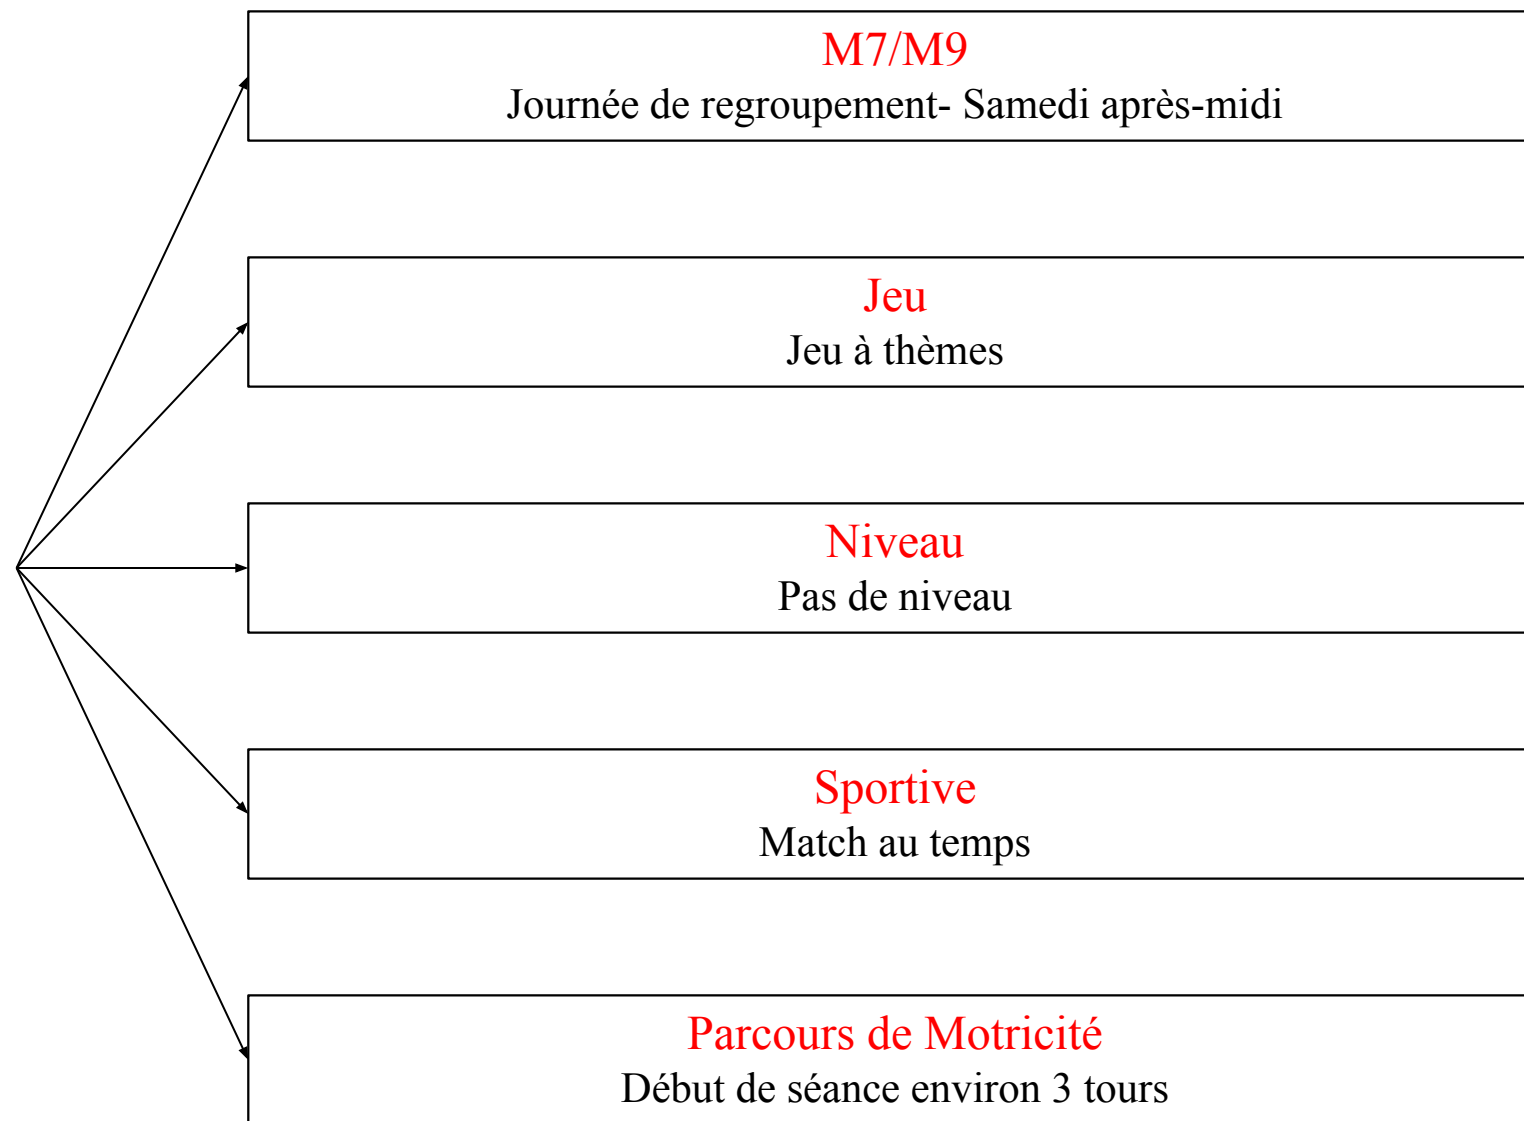 M7/M9
Journée de regroupement- Samedi après-midi
Jeu
Jeu à thèmes
Niveau
Pas de niveau
Sportive
Match au temps
Parcours de Motricité
Début de séance environ 3 tours